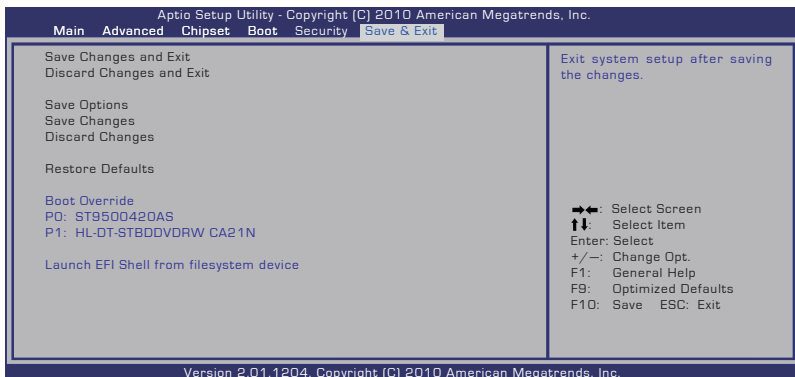 Aptio Setup Utility - Copyright (C) 2010 American Megatrends, Inc.
Main Advanced Chipset Boot Security Save & Exit
Save Changes and Exit
Discard Changes and Exit
Save Options
Save Changes
Discard Changes
Restore Defaults
Boot Override
P0: ST9500420AS
P1: HL-DT-STBDDVDRW CA21N
Launch EFI Shell from filesystem device
Exit system setup after saving
the changes.
➡⬅: Select Screen
⬆⬇: Select Item
Enter: Select
+/—: Change Opt.
F1: General Help
F9: Optimized Defaults
F10: Save ESC: Exit
Version 2.01.1204. Copyright (C) 2010 American Megatrends, Inc.